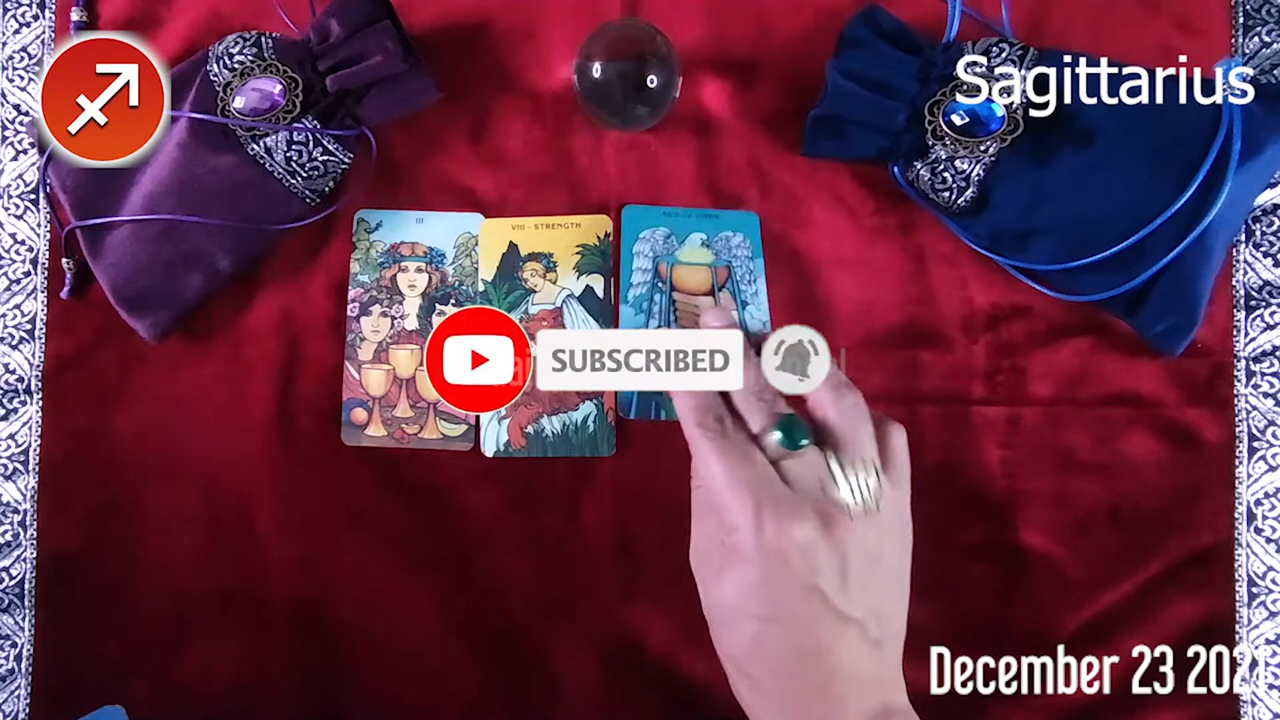 Sagittarius
III
VIII - STRENGTH
SUBSCRIBED
December 23 202